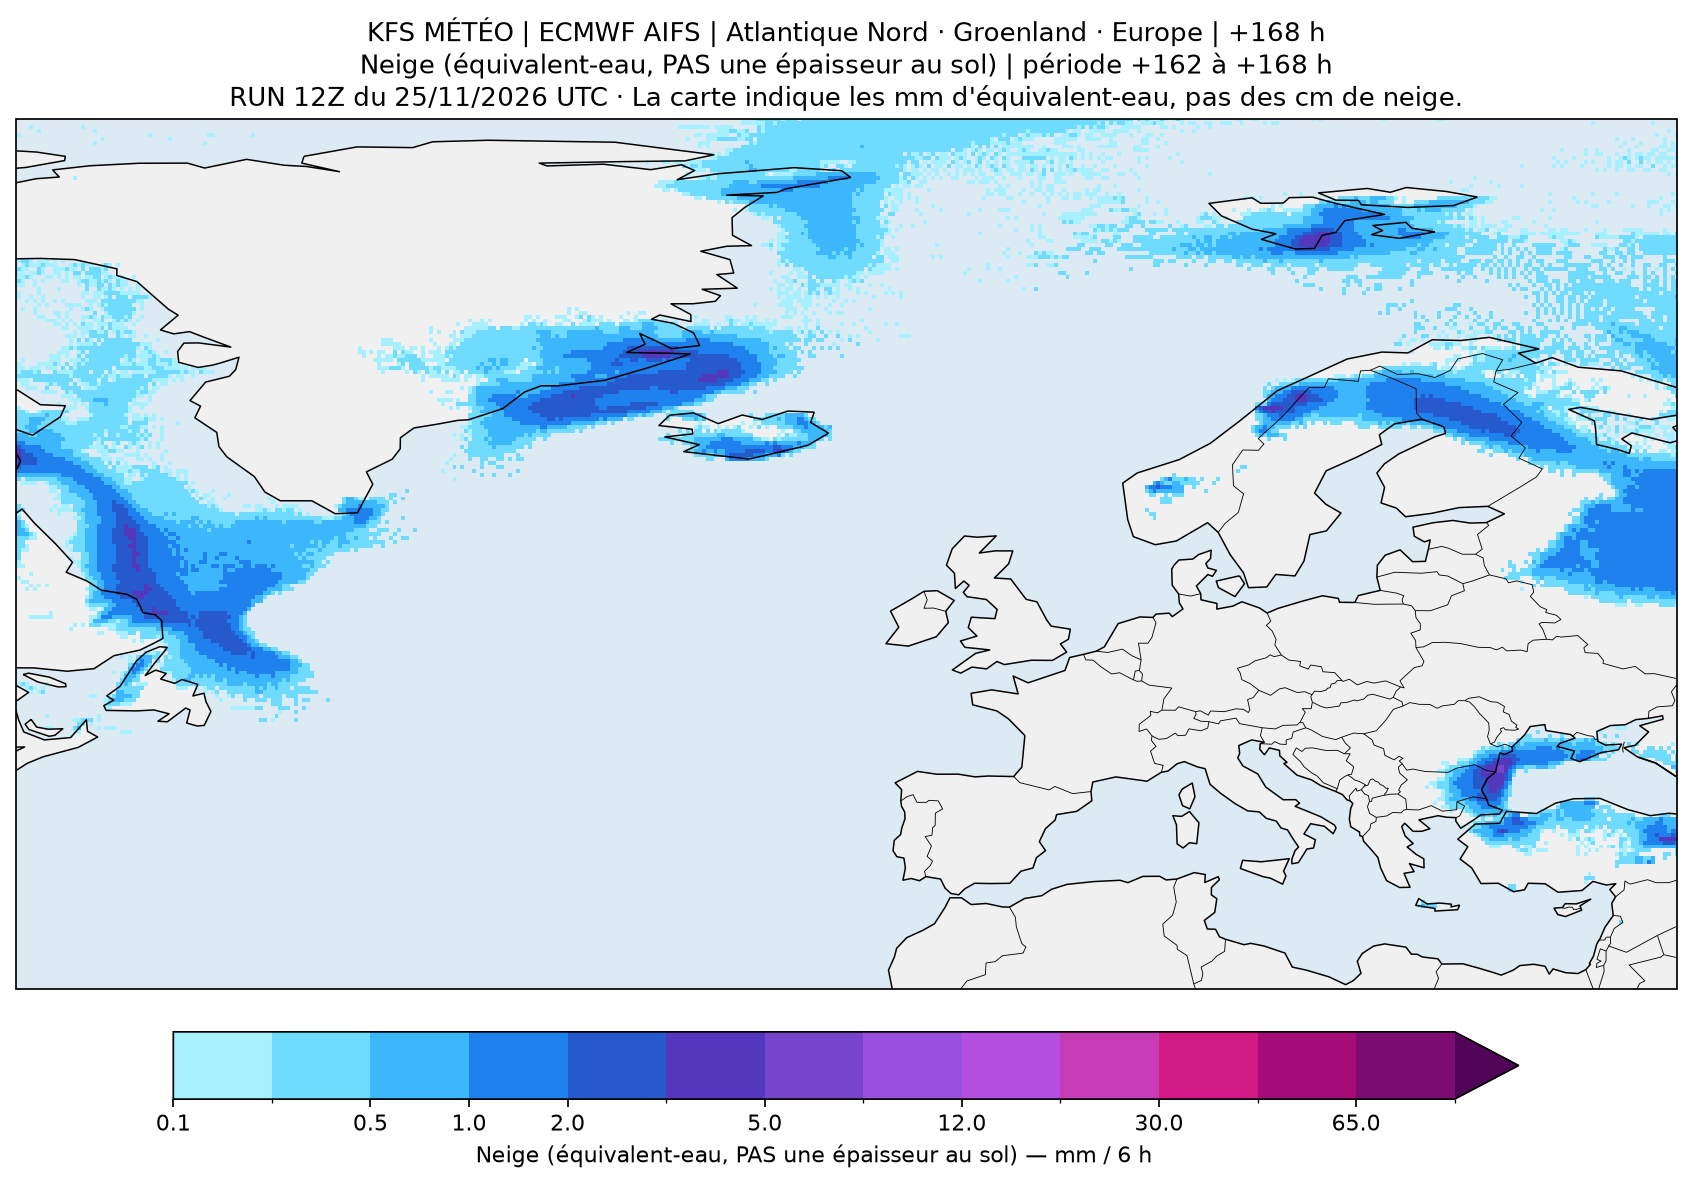 KFS MÉTÉO | ECMWF AIFS | Atlantique Nord · Groenland · Europe | +168 h
Neige (équivalent-eau, PAS une épaisseur au sol) | période +162 à +168 h
RUN 12Z du 25/11/2026 UTC · La carte indique les mm d'équivalent-eau, pas des cm de neige.
0.1 0.5 1.0 2.0 5.0 12.0 30.0 65.0
Neige (équivalent-eau, PAS une épaisseur au sol) — mm / 6 h